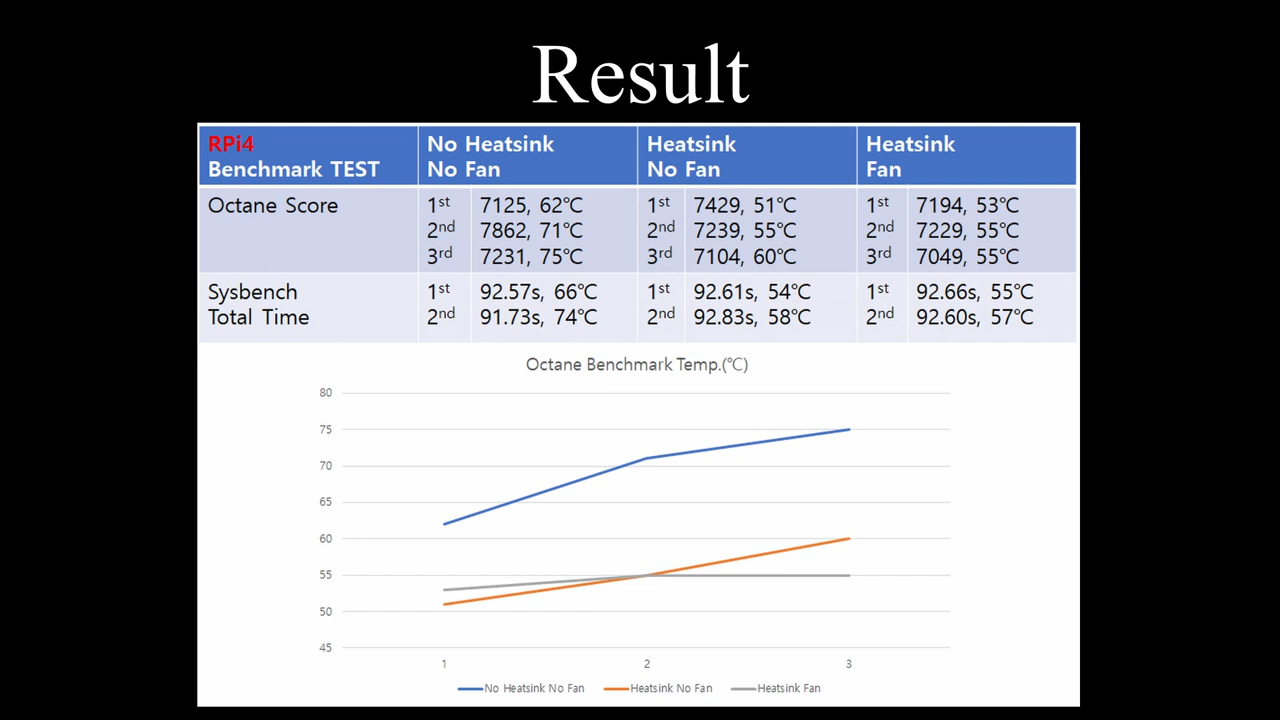 Result
RPi4
Benchmark TEST
No Heatsink
No Fan
Heatsink
No Fan
Heatsink
Fan
Octane Score
1st 7125, 62℃
2nd 7862, 71℃
3rd 7231, 75℃
1st 7429, 51℃
2nd 7239, 55℃
3rd 7104, 60℃
1st 7194, 53℃
2nd 7229, 55℃
3rd 7049, 55℃
Sysbench
Total Time
1st 92.57s, 66℃
2nd 91.73s, 74℃
1st 92.61s, 54℃
2nd 92.83s, 58℃
1st 92.66s, 55℃
2nd 92.60s, 57℃
Octane Benchmark Temp.(℃)
80
75
70
65
60
55
50
45
1 2 3
No Heatsink No Fan Heatsink No Fan Heatsink Fan